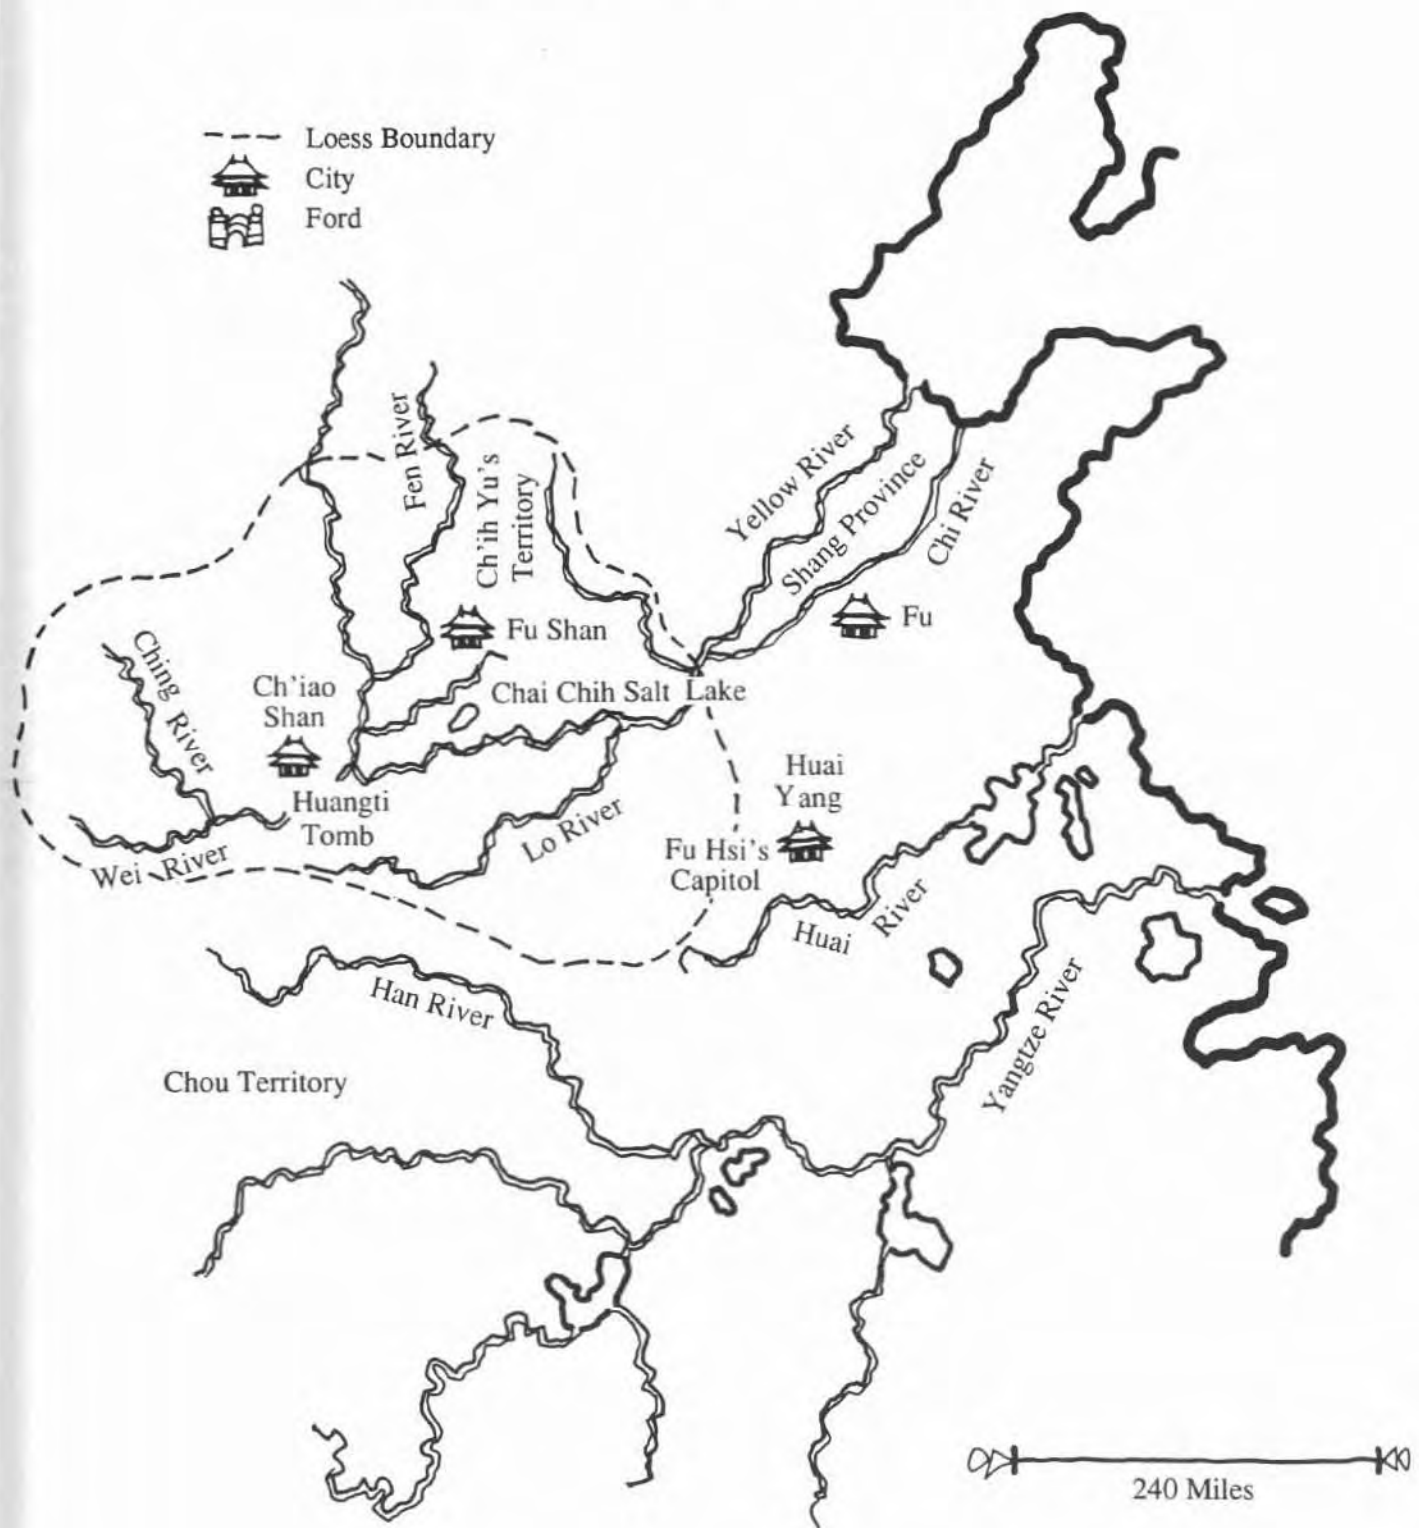 Loess Boundary
City
Ford
Fen River
Ch'ih Yu's
Territory
Yellow River
Shang Province
Chi River
Fu Shan
Fu
Ching River
Ch'iao
Shan
Chai Chih Salt Lake
Huangti
Tomb
Huai
Yang
Lo River
Fu Hsi's
Capitol
Wei River
Huai River
Han River
Yangtze River
Chou Territory
240 Miles